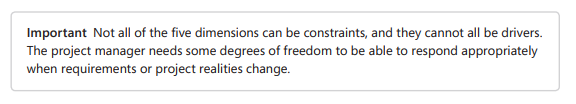 Important Not all of the five dimensions can be constraints, and they cannot all be drivers.
The project manager needs some degrees of freedom to be able to respond appropriately
when requirements or project realities change.